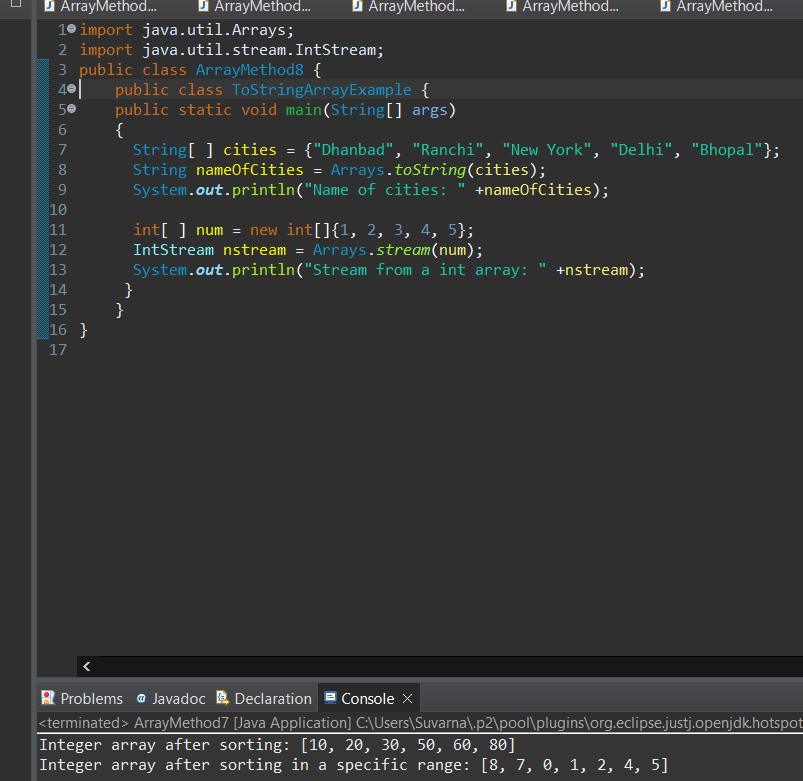 ArrayMethod... ArrayMethod... ArrayMethod... ArrayMethod... ArrayMethod...
1 import java.util.Arrays;
2 import java.util.stream.IntStream;
3 public class ArrayMethod8 {
4 public class ToStringArrayExample {
5 public static void main(String[] args)
6 {
7 String[ ] cities = {"Dhanbad", "Ranchi", "New York", "Delhi", "Bhopal"};
8 String nameOfCities = Arrays.toString(cities);
9 System.out.println("Name of cities: " +nameOfCities);
10
11 int[ ] num = new int[]{1, 2, 3, 4, 5};
12 IntStream nstream = Arrays.stream(num);
13 System.out.println("Stream from a int array: " +nstream);
14 }
15 }
16 }
17
Problems @ Javadoc Declaration Console
<terminated> ArrayMethod7 [Java Application] C:\Users\Suvarna\.p2\pool\plugins\org.eclipse.justj.openjdk.hotspot
Integer array after sorting: [10, 20, 30, 50, 60, 80]
Integer array after sorting in a specific range: [8, 7, 0, 1, 2, 4, 5]